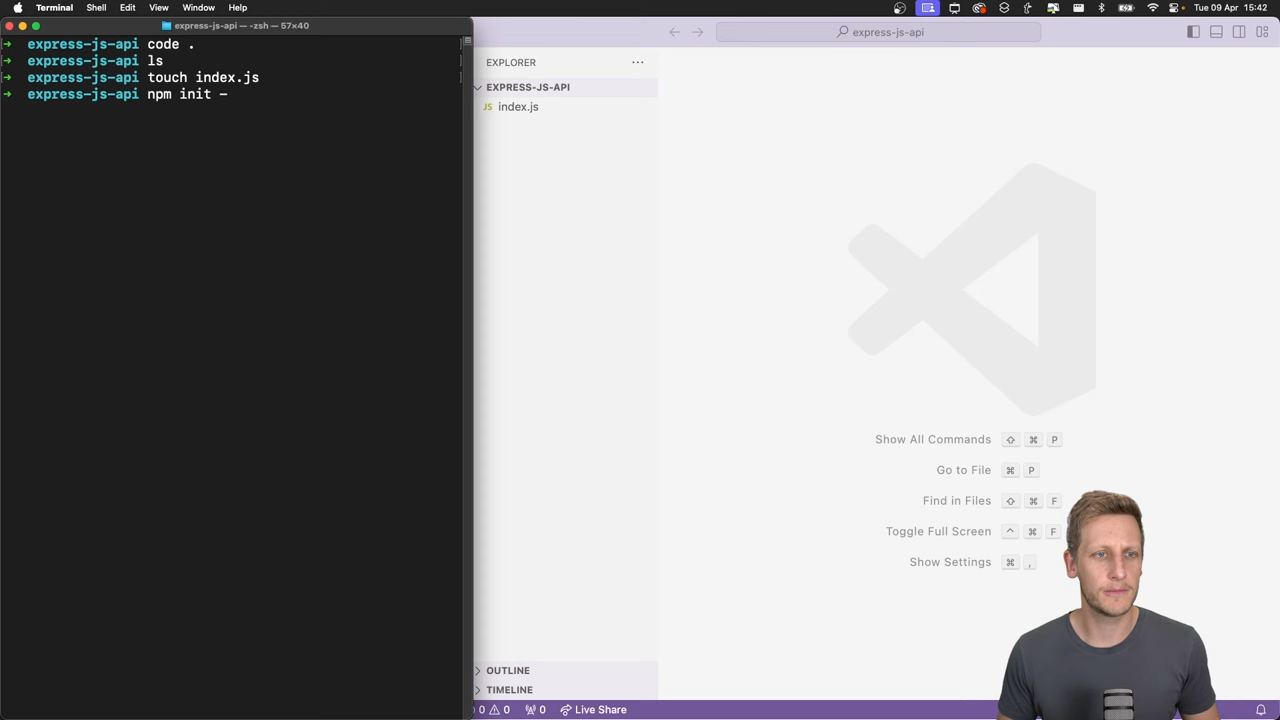 Terminal Shell Edit View Window Help
Tue 09 Apr 15:42
express-js-api — -zsh — 57×40
➜ express-js-api code .
➜ express-js-api ls
➜ express-js-api touch index.js
➜ express-js-api npm init -
express-js-api
EXPLORER
EXPRESS-JS-API
JS index.js
OUTLINE
TIMELINE
Show All Commands ⇧ ⌘ P
Go to File ⌘ P
Find in Files ⇧ ⌘ F
Toggle Full Screen ^ ⌘ F
Show Settings ⌘ ,
0 0 0 Live Share